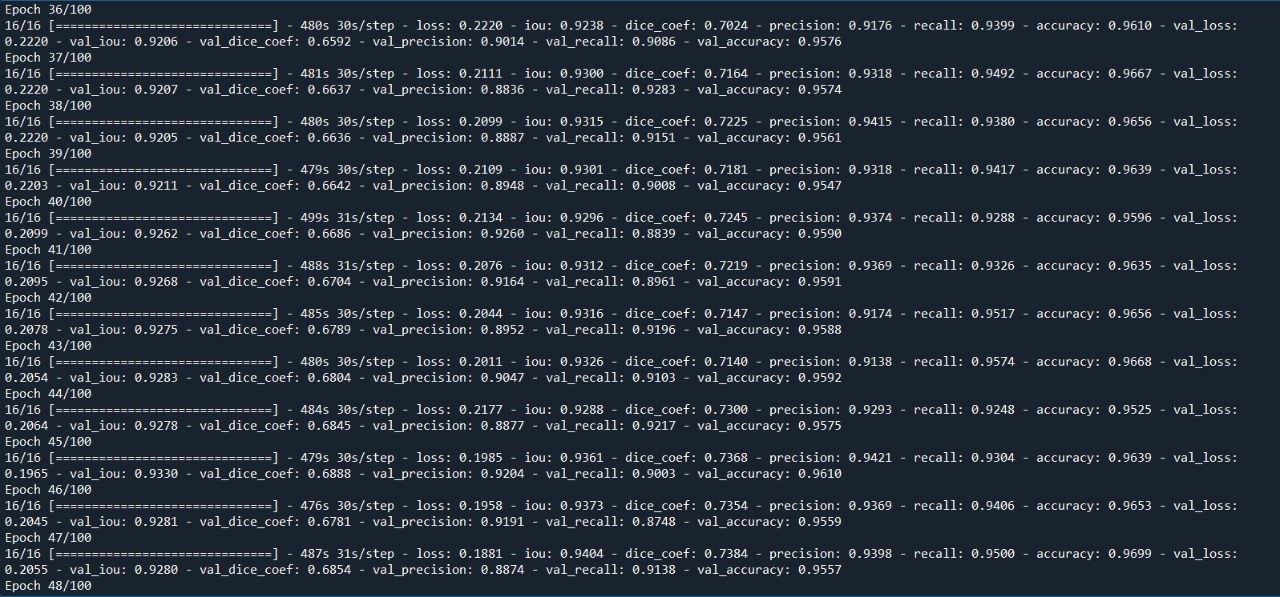 Epoch 36/100
16/16 [==============================] - 480s 30s/step - loss: 0.2220 - iou: 0.9238 - dice_coef: 0.7024 - precision: 0.9176 - recall: 0.9399 - accuracy: 0.9610 - val_loss:
0.2220 - val_iou: 0.9206 - val_dice_coef: 0.6592 - val_precision: 0.9014 - val_recall: 0.9086 - val_accuracy: 0.9576
Epoch 37/100
16/16 [==============================] - 481s 30s/step - loss: 0.2111 - iou: 0.9300 - dice_coef: 0.7164 - precision: 0.9318 - recall: 0.9492 - accuracy: 0.9667 - val_loss:
0.2220 - val_iou: 0.9207 - val_dice_coef: 0.6637 - val_precision: 0.8836 - val_recall: 0.9283 - val_accuracy: 0.9574
Epoch 38/100
16/16 [==============================] - 480s 30s/step - loss: 0.2099 - iou: 0.9315 - dice_coef: 0.7225 - precision: 0.9415 - recall: 0.9380 - accuracy: 0.9656 - val_loss:
0.2220 - val_iou: 0.9205 - val_dice_coef: 0.6636 - val_precision: 0.8887 - val_recall: 0.9151 - val_accuracy: 0.9561
Epoch 39/100
16/16 [==============================] - 479s 30s/step - loss: 0.2109 - iou: 0.9301 - dice_coef: 0.7181 - precision: 0.9318 - recall: 0.9417 - accuracy: 0.9639 - val_loss:
0.2203 - val_iou: 0.9211 - val_dice_coef: 0.6642 - val_precision: 0.8948 - val_recall: 0.9008 - val_accuracy: 0.9547
Epoch 40/100
16/16 [==============================] - 499s 31s/step - loss: 0.2134 - iou: 0.9296 - dice_coef: 0.7245 - precision: 0.9374 - recall: 0.9288 - accuracy: 0.9596 - val_loss:
0.2099 - val_iou: 0.9262 - val_dice_coef: 0.6686 - val_precision: 0.9260 - val_recall: 0.8839 - val_accuracy: 0.9590
Epoch 41/100
16/16 [==============================] - 488s 31s/step - loss: 0.2076 - iou: 0.9312 - dice_coef: 0.7219 - precision: 0.9369 - recall: 0.9326 - accuracy: 0.9635 - val_loss:
0.2095 - val_iou: 0.9268 - val_dice_coef: 0.6704 - val_precision: 0.9164 - val_recall: 0.8961 - val_accuracy: 0.9591
Epoch 42/100
16/16 [==============================] - 485s 30s/step - loss: 0.2044 - iou: 0.9316 - dice_coef: 0.7147 - precision: 0.9174 - recall: 0.9517 - accuracy: 0.9656 - val_loss:
0.2078 - val_iou: 0.9275 - val_dice_coef: 0.6789 - val_precision: 0.8952 - val_recall: 0.9196 - val_accuracy: 0.9588
Epoch 43/100
16/16 [==============================] - 480s 30s/step - loss: 0.2011 - iou: 0.9326 - dice_coef: 0.7140 - precision: 0.9138 - recall: 0.9574 - accuracy: 0.9668 - val_loss:
0.2054 - val_iou: 0.9283 - val_dice_coef: 0.6804 - val_precision: 0.9047 - val_recall: 0.9103 - val_accuracy: 0.9592
Epoch 44/100
16/16 [==============================] - 484s 30s/step - loss: 0.2177 - iou: 0.9288 - dice_coef: 0.7300 - precision: 0.9293 - recall: 0.9248 - accuracy: 0.9525 - val_loss:
0.2064 - val_iou: 0.9278 - val_dice_coef: 0.6845 - val_precision: 0.8877 - val_recall: 0.9217 - val_accuracy: 0.9575
Epoch 45/100
16/16 [==============================] - 479s 30s/step - loss: 0.1985 - iou: 0.9361 - dice_coef: 0.7368 - precision: 0.9421 - recall: 0.9304 - accuracy: 0.9639 - val_loss:
0.1965 - val_iou: 0.9330 - val_dice_coef: 0.6888 - val_precision: 0.9204 - val_recall: 0.9003 - val_accuracy: 0.9610
Epoch 46/100
16/16 [==============================] - 476s 30s/step - loss: 0.1958 - iou: 0.9373 - dice_coef: 0.7354 - precision: 0.9369 - recall: 0.9406 - accuracy: 0.9653 - val_loss:
0.2045 - val_iou: 0.9281 - val_dice_coef: 0.6781 - val_precision: 0.9191 - val_recall: 0.8748 - val_accuracy: 0.9559
Epoch 47/100
16/16 [==============================] - 487s 31s/step - loss: 0.1881 - iou: 0.9404 - dice_coef: 0.7384 - precision: 0.9398 - recall: 0.9500 - accuracy: 0.9699 - val_loss:
0.2055 - val_iou: 0.9280 - val_dice_coef: 0.6854 - val_precision: 0.8874 - val_recall: 0.9138 - val_accuracy: 0.9557
Epoch 48/100